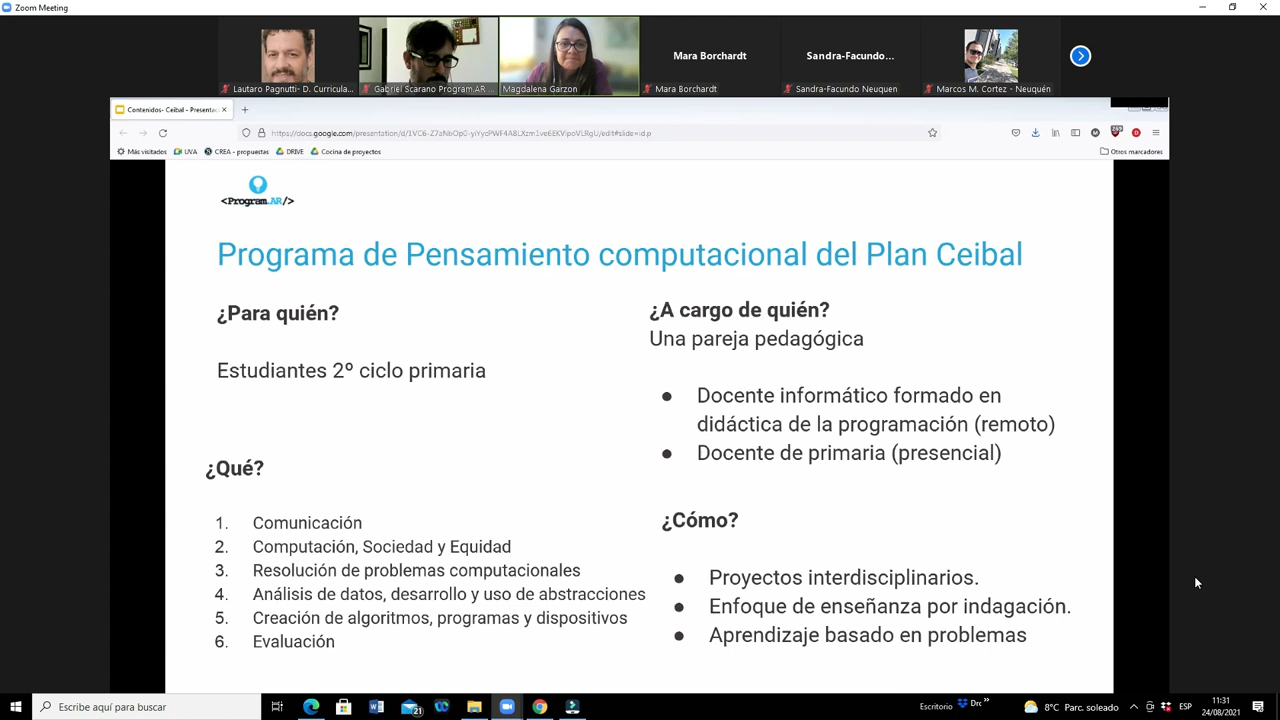 Zoom Meeting
Mara Borchardt
Sandra-Facundo...
Lautaro Pagnutti- D. Curricula...
Gabriel Scarano Program.AR ...
Magdalena Garzon
Mara Borchardt
Sandra-Facundo Neuquen
Marcos M. Cortez - Neuquén
Contenidos- Ceibal - Presentac
Más visitados
UVA
CREA - propuestas
DRIVE
Cocina de proyectos
Otros marcadores
<Program.AR/>
Programa de Pensamiento computacional del Plan Ceibal
¿Para quién?
Estudiantes 2º ciclo primaria
¿A cargo de quién?
Una pareja pedagógica
● Docente informático formado en
didáctica de la programación (remoto)
● Docente de primaria (presencial)
¿Qué?
1. Comunicación
2. Computación, Sociedad y Equidad
3. Resolución de problemas computacionales
4. Análisis de datos, desarrollo y uso de abstracciones
5. Creación de algoritmos, programas y dispositivos
6. Evaluación
¿Cómo?
● Proyectos interdisciplinarios.
● Enfoque de enseñanza por indagación.
● Aprendizaje basado en problemas
Escribe aquí para buscar
21
Escritorio
8°C Parc. soleado
ESP
11:31
24/08/2021